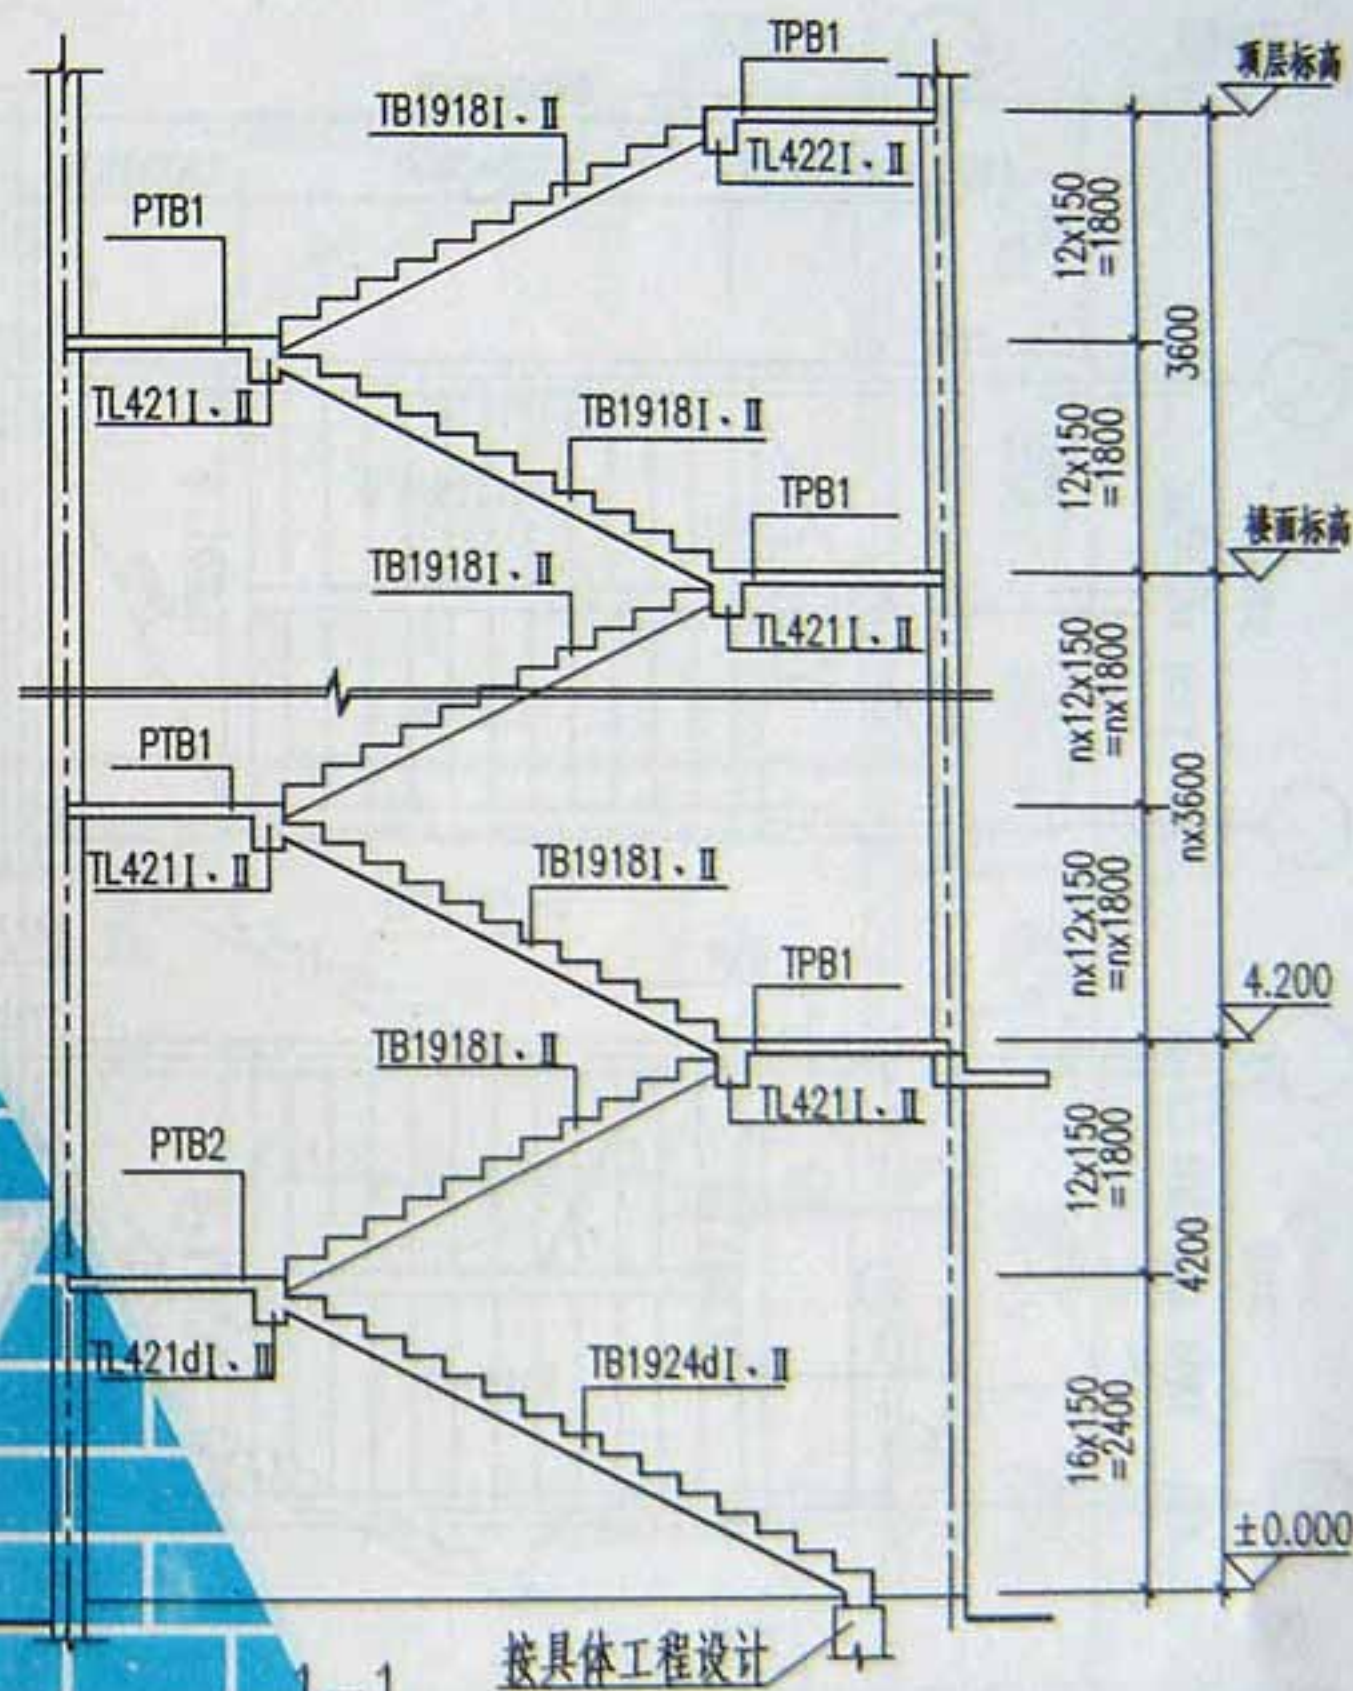 TPB1
顶层标高
TB1918Ⅰ、Ⅱ
TL422Ⅰ、Ⅱ
PTB1
12x150
=1800
3600
TL421Ⅰ、Ⅱ
TB1918Ⅰ、Ⅱ
12x150
=1800
TPB1
楼面标高
TB1918Ⅰ、Ⅱ
TL421Ⅰ、Ⅱ
nx12x150
=nx1800
PTB1
nx3600
TL421Ⅰ、Ⅱ
TB1918Ⅰ、Ⅱ
nx12x150
=nx1800
TPB1
4.200
TB1918Ⅰ、Ⅱ
TL421Ⅰ、Ⅱ
PTB2
12x150
=1800
4200
TL421dⅠ、Ⅱ
TB1924dⅠ、Ⅱ
16x150
=2400
±0.000
按具体工程设计
1-1